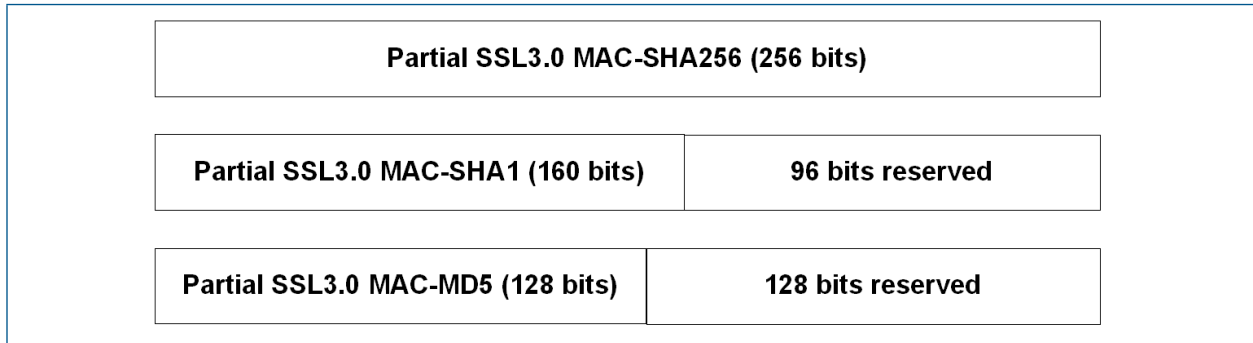 Partial SSL3.0 MAC-SHA256 (256 bits)
Partial SSL3.0 MAC-SHA1 (160 bits) 96 bits reserved
Partial SSL3.0 MAC-MD5 (128 bits) 128 bits reserved